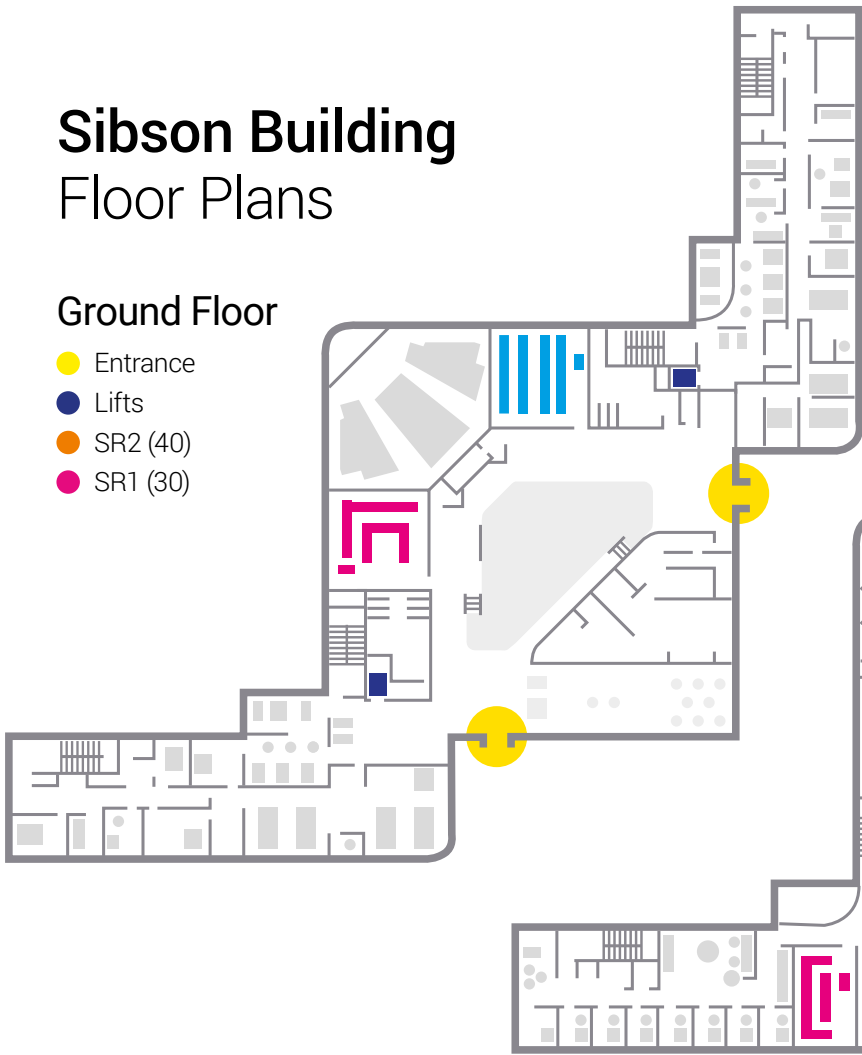 Sibson Building
Floor Plans
Ground Floor
Entrance
Lifts
SR2 (40)
SR1 (30)